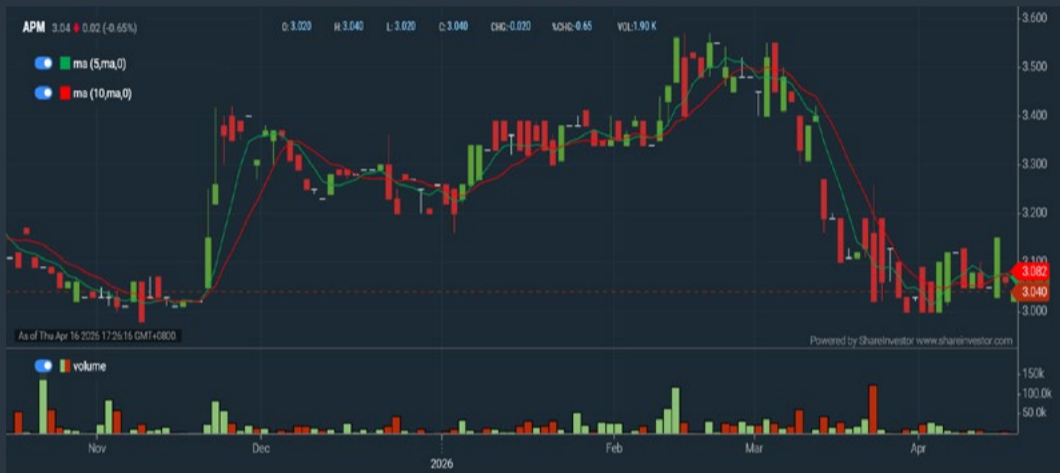 APM 3.04 0.02 (-0.65%)
O:3.020 H:3.040 L:3.020 C:3.040 CHG:-0.020 %CHG:-0.65 VOL:1.90 K
ma (5,ma,0)
ma (10,ma,0)
3.600
3.500
3.400
3.300
3.200
3.100
3.082
3.040
3.000
As of Thu Apr 16 2026 17:26:16 GMT+0800
Powered by ShareInvestor www.shareinvestor.com
volume
150k
100.0k
50.0k
Nov Dec Feb Mar Apr
2026